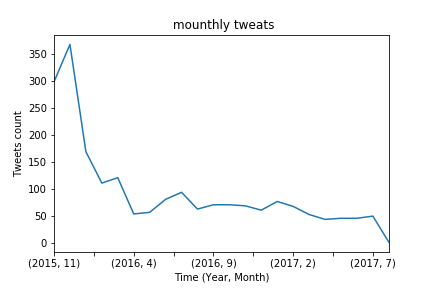 mounthly tweats
350
300
250
200
150
100
50
0
Tweets count
(2015, 11) (2016, 4) (2016, 9) (2017, 2) (2017, 7)
Time (Year, Month)